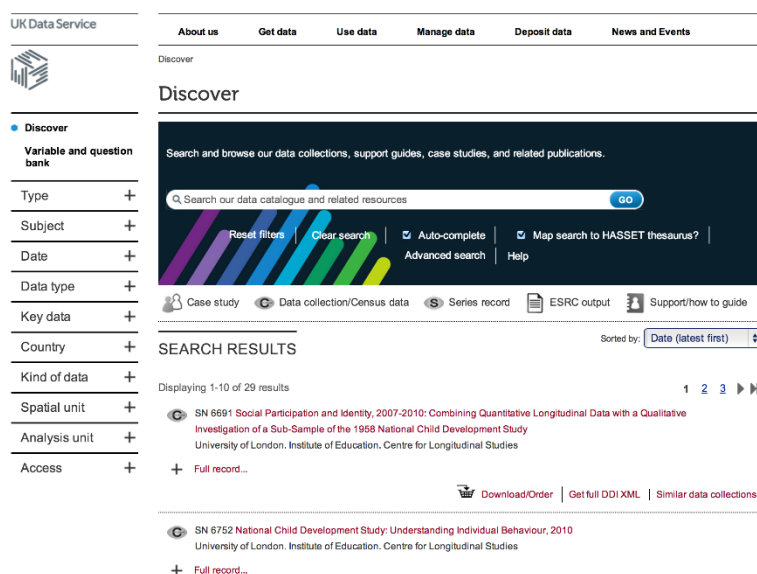 UK Data Service
About us Get data Use data Manage data Deposit data News and Events
Discover
Discover
Discover
Variable and question
bank
Type +
Subject +
Date +
Data type +
Key data +
Country +
Kind of data +
Spatial unit +
Analysis unit +
Access +
Search and browse our data collections, support guides, case studies, and related publications.
Search our data catalogue and related resources GO
Reset filters | Clear search | Auto-complete | Map search to HASSET thesaurus? |
Advanced search | Help
Case study C Data collection/Census data S Series record ESRC output Support/how to guide
SEARCH RESULTS
Sorted by: Date (latest first)
Displaying 1-10 of 29 results
1 2 3
C SN 6691 Social Participation and Identity, 2007-2010: Combining Quantitative Longitudinal Data with a Qualitative
Investigation of a Sub-Sample of the 1958 National Child Development Study
University of London. Institute of Education. Centre for Longitudinal Studies
+ Full record...
Download/Order | Get full DDI XML | Similar data collections
C SN 6752 National Child Development Study: Understanding Individual Behaviour, 2010
University of London. Institute of Education. Centre for Longitudinal Studies
+ Full record...